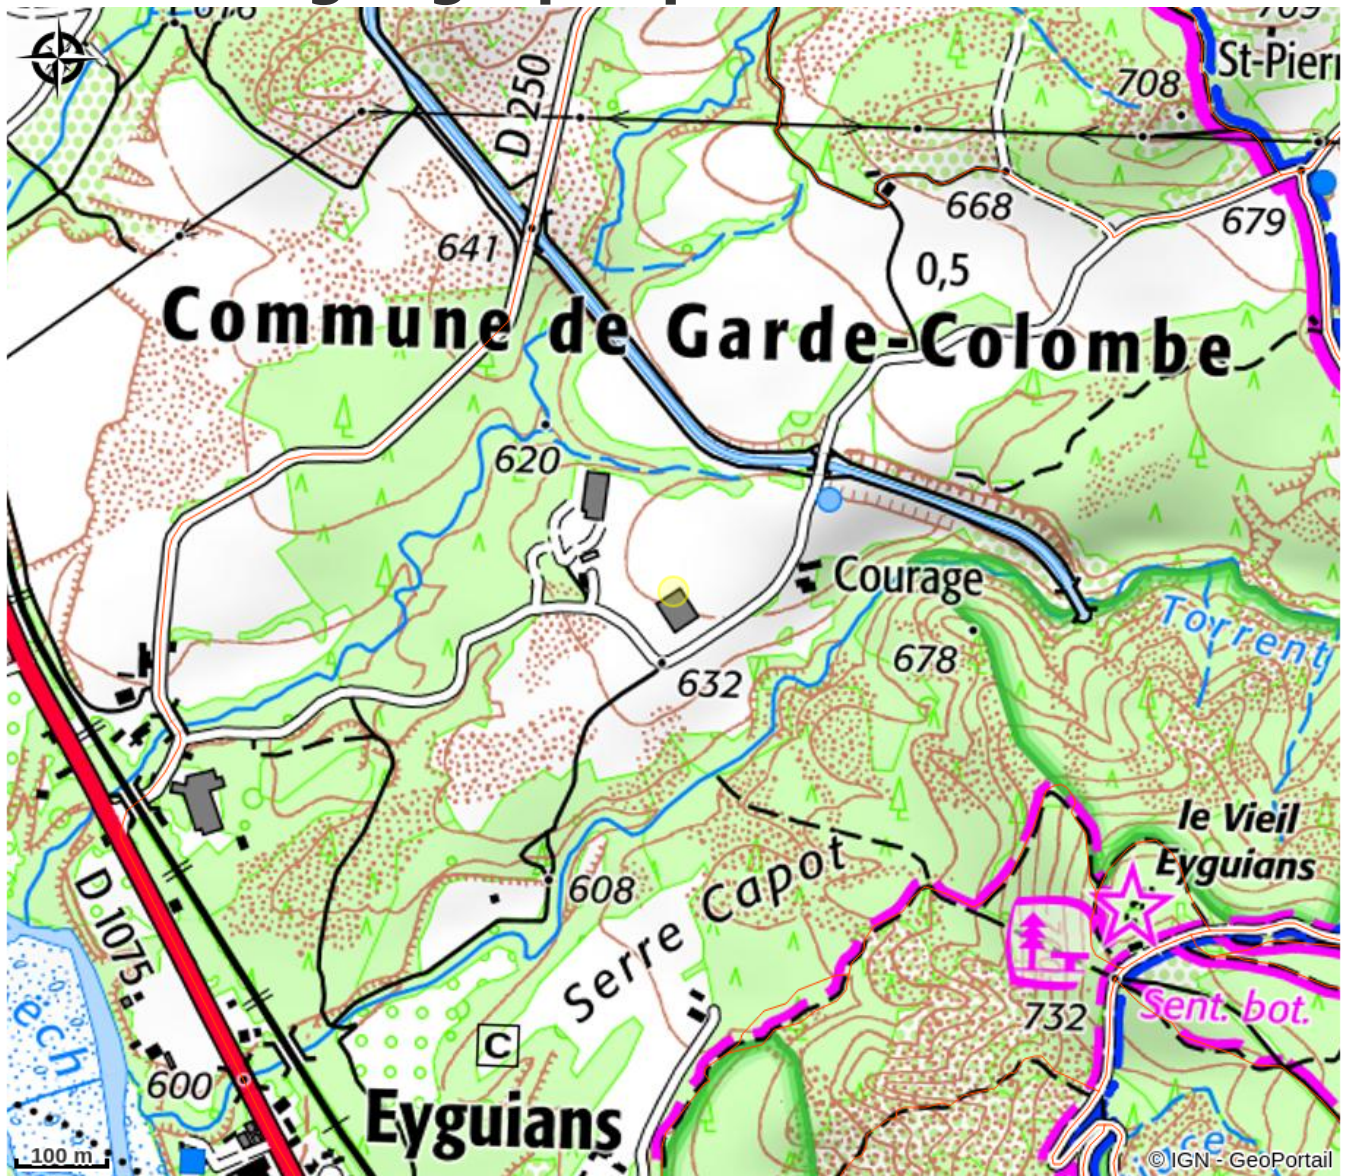 D 250
St-Pierr
708
668
679
641
0,5
Commune de Garde-Colombe
620
Courage
Torrent
678
632
le Vieil
Eyguians
608
Serre Capot
D 1075
732
Sent. bot.
C
600
Eyguians
100 m
© IGN - GeoPortail